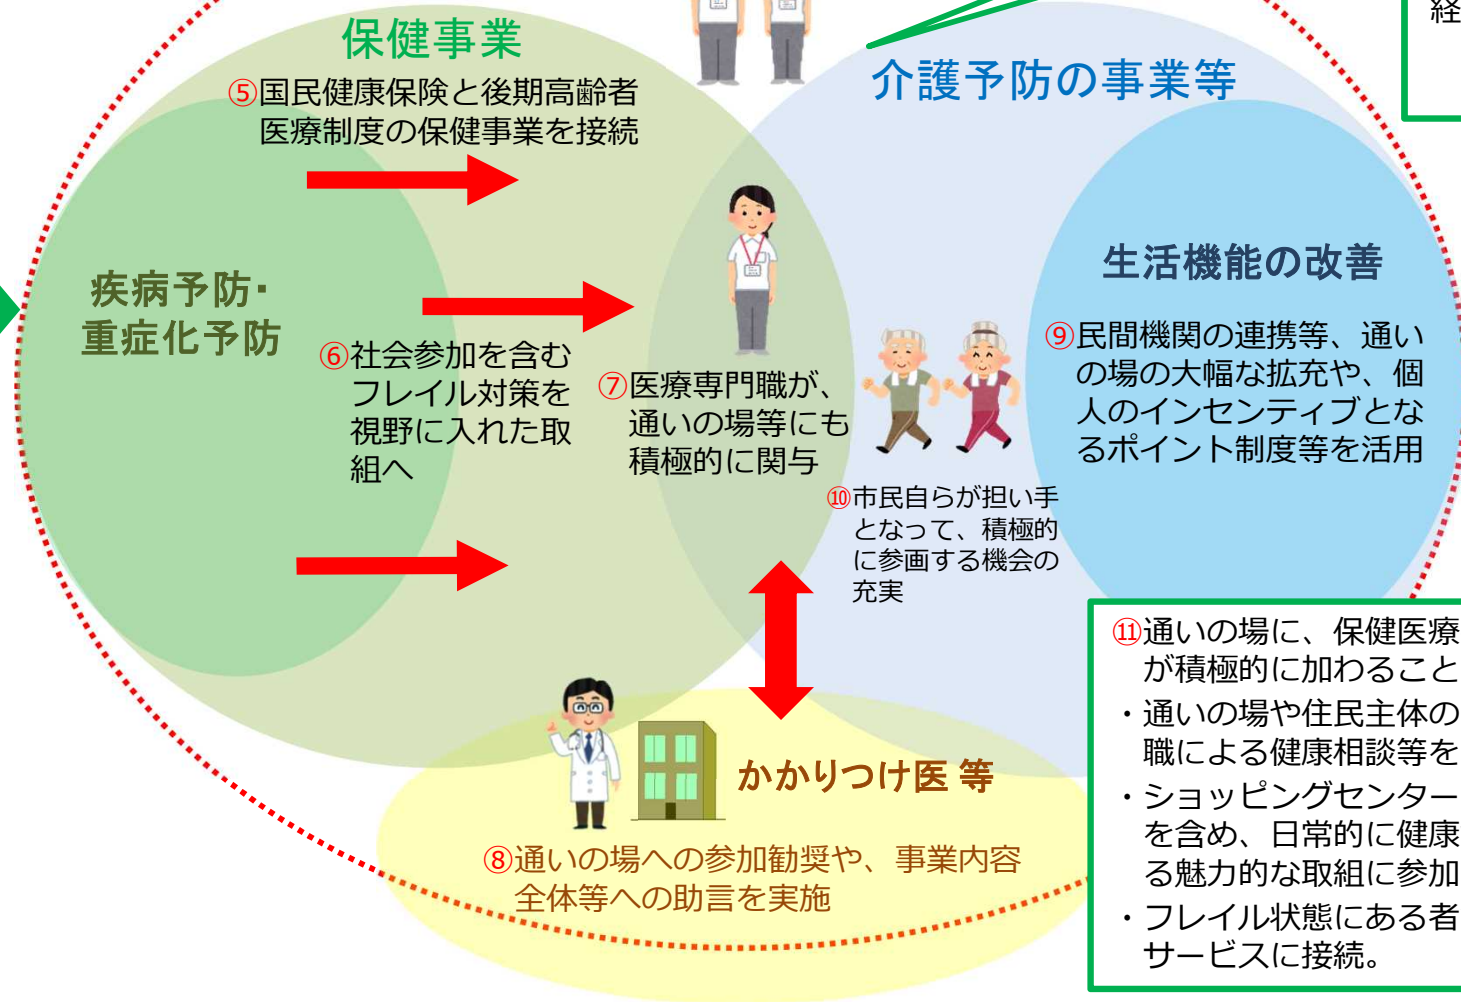 経
保健事業
⑤国民健康保険と後期高齢者
医療制度の保健事業を接続
介護予防の事業等
疾病予防・
重症化予防
⑥社会参加を含む
フレイル対策を
視野に入れた取
組へ
⑦医療専門職が、
通いの場等にも
積極的に関与
生活機能の改善
⑨民間機関の連携等、通い
の場の大幅な拡充や、個
人のインセンティブとな
るポイント制度等を活用
⑩市民自らが担い手
となって、積極的
に参画する機会の
充実
かかりつけ医 等
⑧通いの場への参加勧奨や、事業内容
全体等への助言を実施
⑪通いの場に、保健医療
が積極的に加わること
・通いの場や住民主体の
職による健康相談等を
・ショッピングセンター
を含め、日常的に健康
る魅力的な取組に参加
・フレイル状態にある者
サービスに接続。